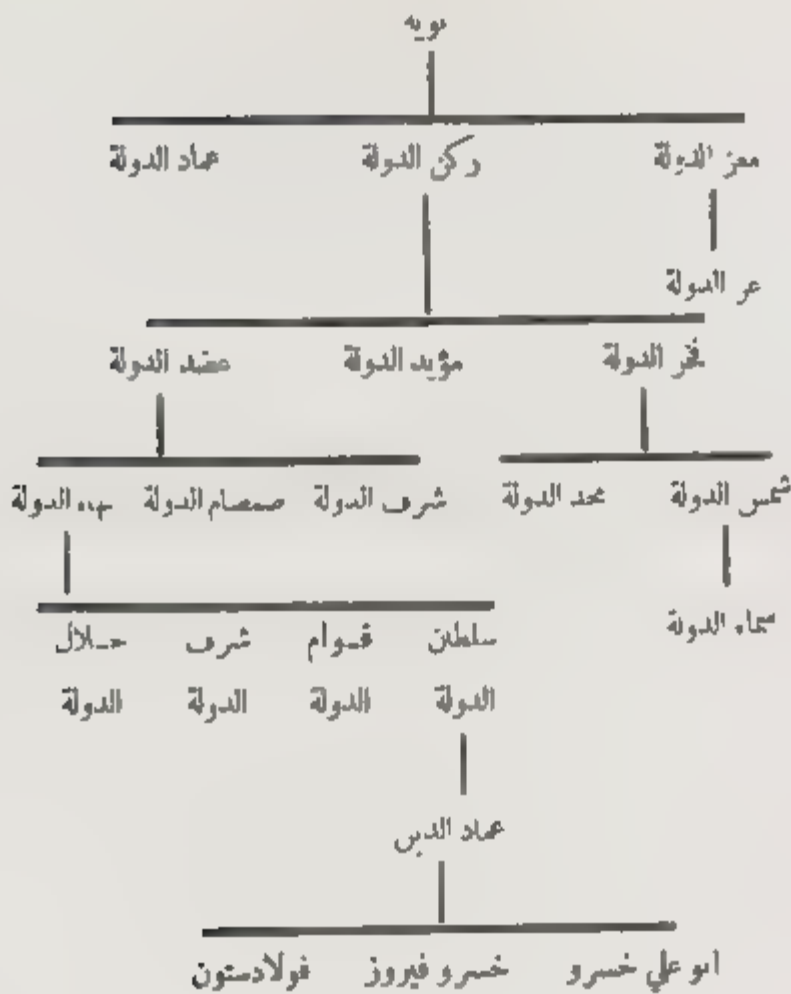 بويه
معز الدولة ركن الدولة عماد الدولة
عز الدولة
فخر الدولة مؤيد الدولة عضد الدولة
شمس الدولة مجد الدولة شرف الدولة صمصام الدولة بهاء الدولة
سماء الدولة
سلطان قوام شرف جلال
الدولة الدولة الدولة الدولة
عماد الدين
ابو علي خسرو خسرو فيروز فولادستون